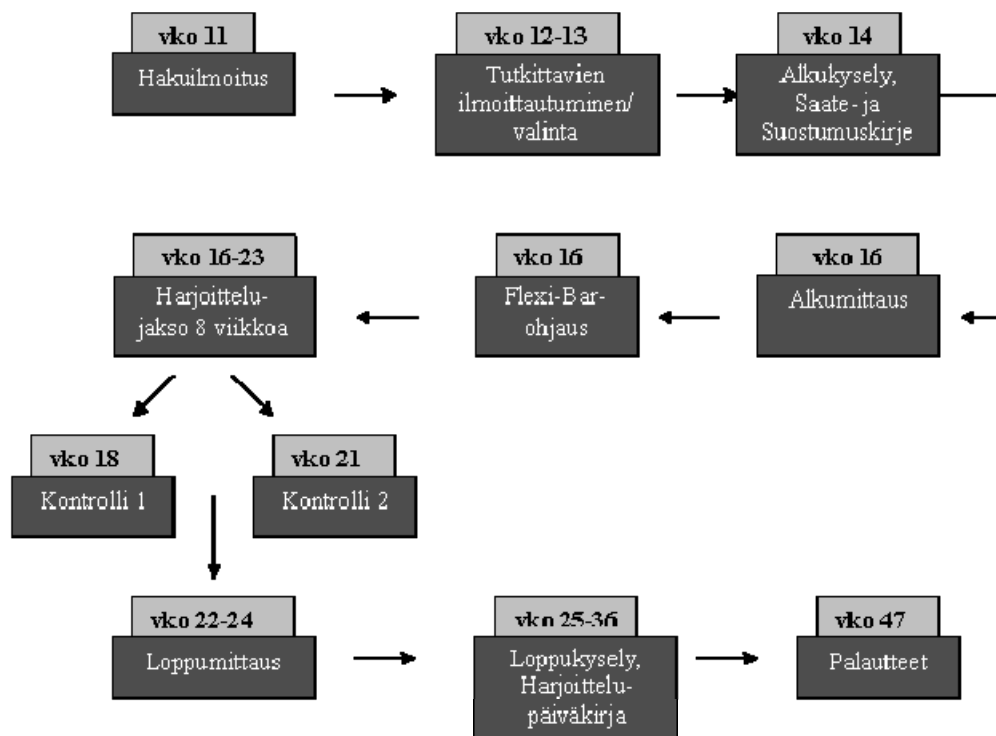 vko 11
Hakuilmoitus
vko 12-13
Tutkittavien
ilmoittautuminen/
valinta
vko 14
Alkukysely,
Saate- ja
Suostumuskirje
vko 16-23
Harjoittelu-
jakso 8 viikkoa
vko 16
Flexi-Bar-
ohjaus
vko 16
Alkumittaus
vko 18
Kontrolli 1
vko 21
Kontrolli 2
vko 22-24
Loppumittaus
vko 25-36
Loppukysely,
Harjoittelu-
päiväkirja
vko 47
Palautteet